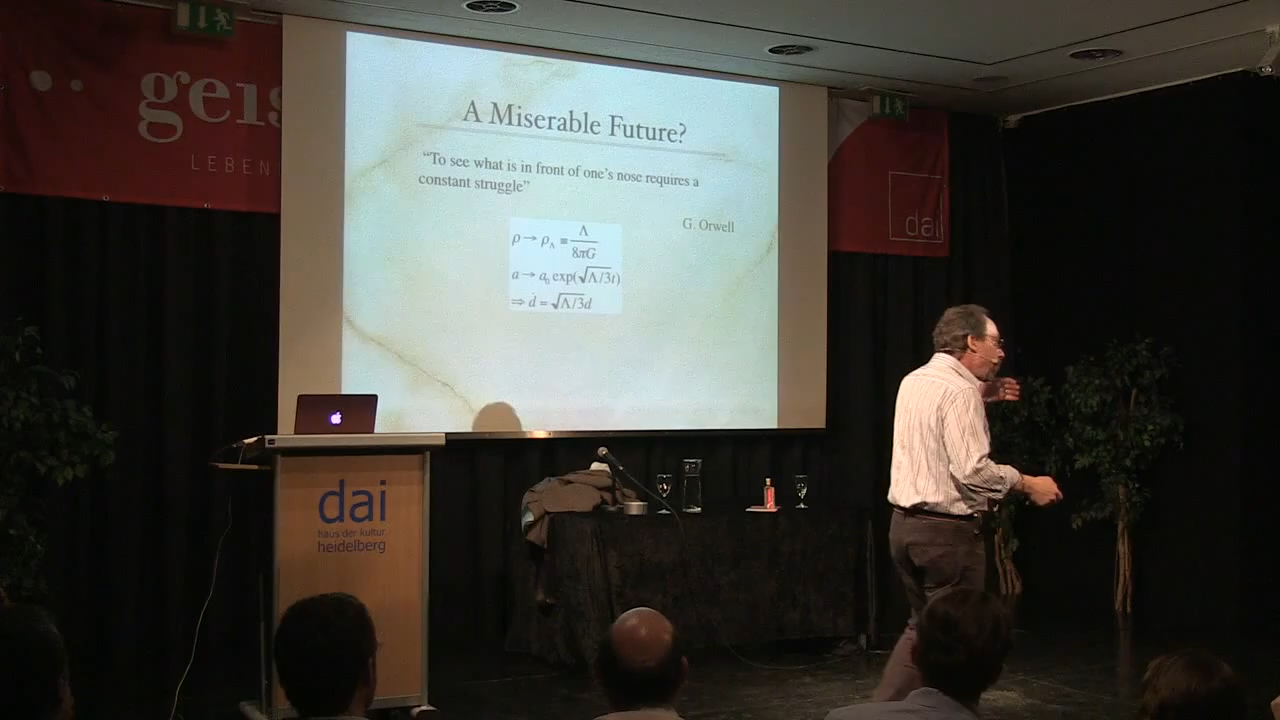 geis
LEBEN
A Miserable Future?
“To see what is in front of one’s nose requires a
constant struggle”
G. Orwell
ρ → ρ_Λ ≡ Λ / 8πG
a → a₀ exp(√Λ/3 t)
⇒ ḋ = √Λ/3 d
dai
dai
haus der kultur
heidelberg